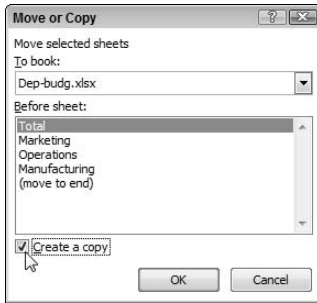 Move or Copy
Move selected sheets
To book:
Dep-budg.xlsx
Before sheet:
Total
Marketing
Operations
Manufacturing
(move to end)
Create a copy
OK Cancel